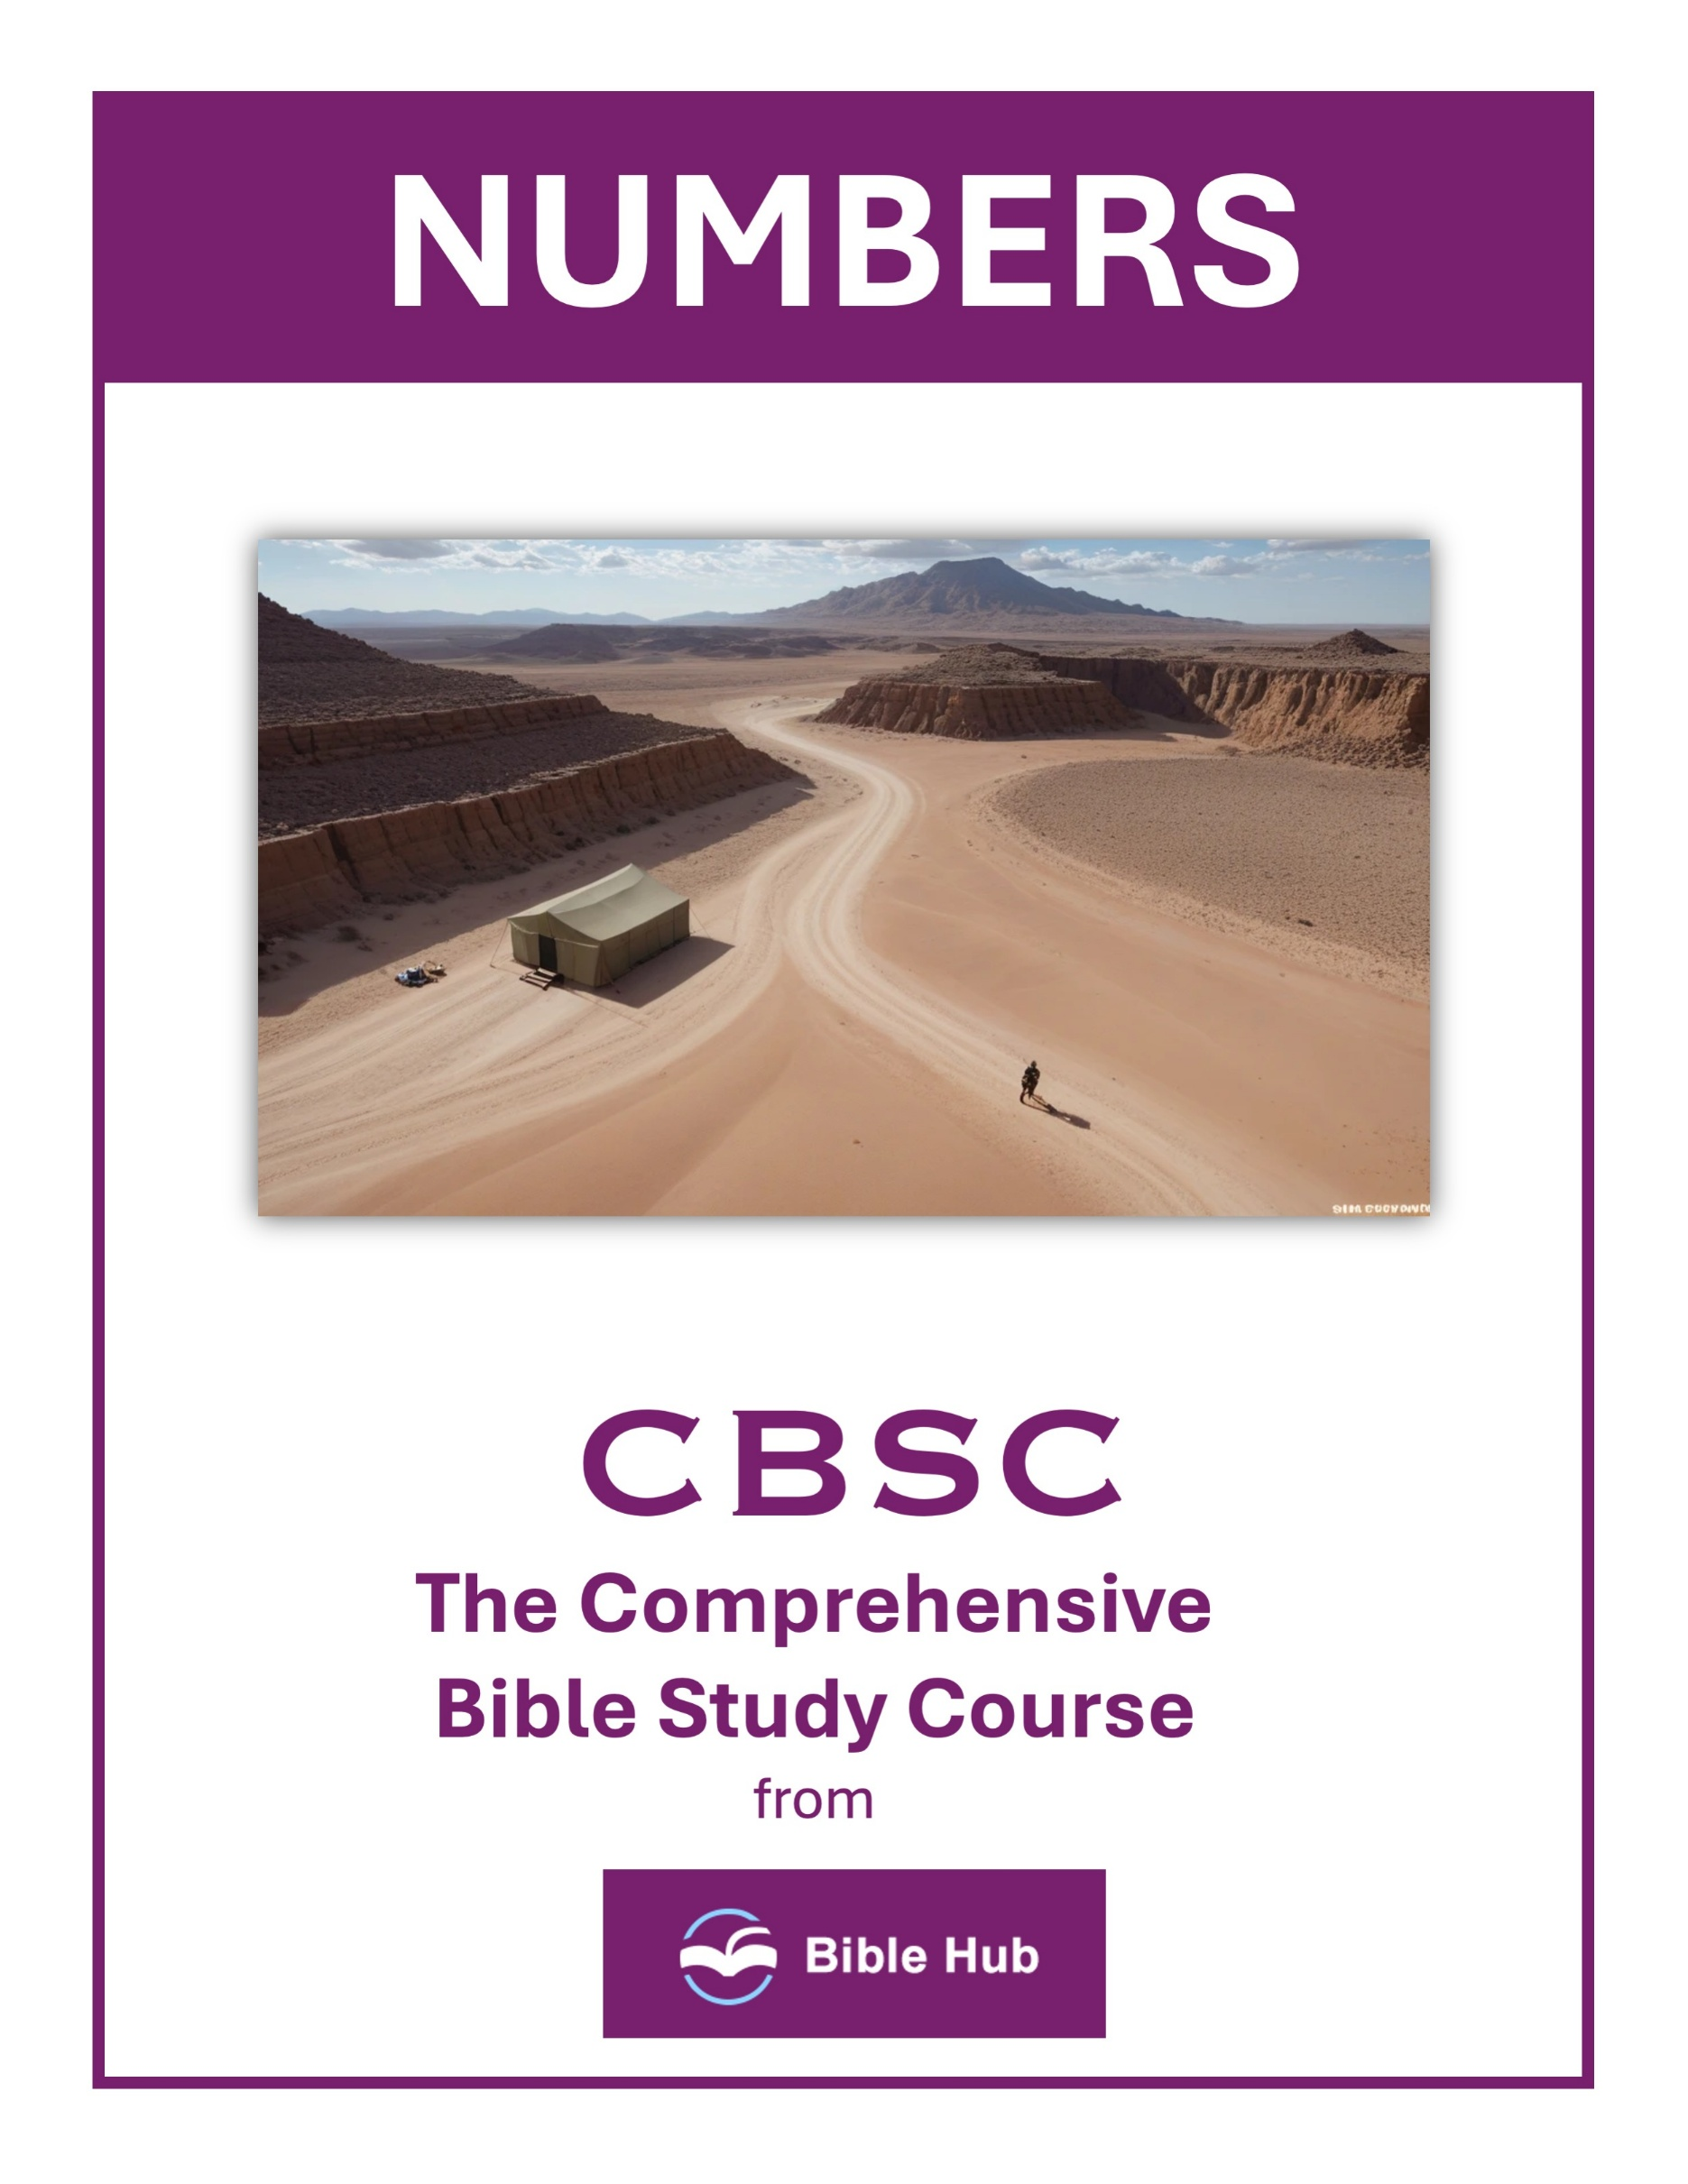 NUMBERS
CBSC
The Comprehensive
Bible Study Course
from
Bible Hub